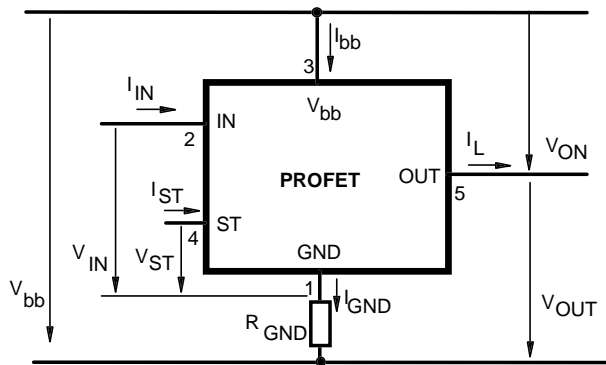 I bb
3
V bb
I IN
2
IN
I L
V ON
PROFET
OUT
5
I ST
4
ST
V IN
V ST
GND
V bb
1
I GND
V OUT
R GND